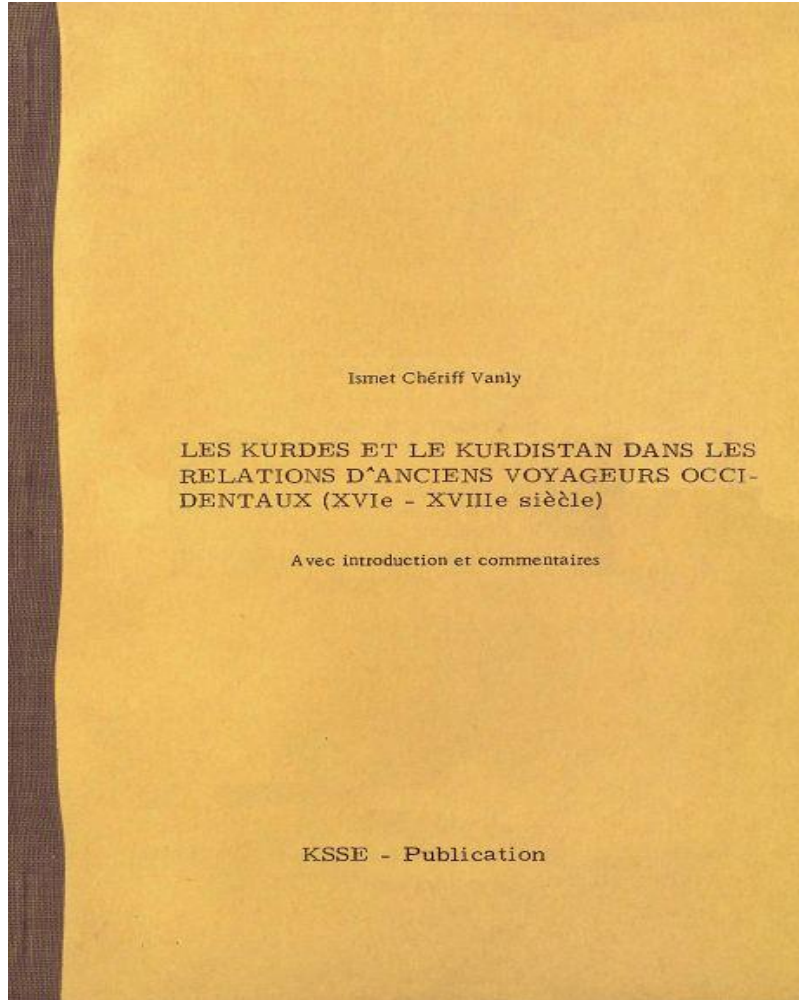 Ismet Chériff Vanly
LES KURDES ET LE KURDISTAN DANS LES
RELATIONS D^ANCIENS VOYAGEURS OCCI-
DENTAUX (XVIe - XVIIIe siècle)
Avec introduction et commentaires
KSSE - Publication